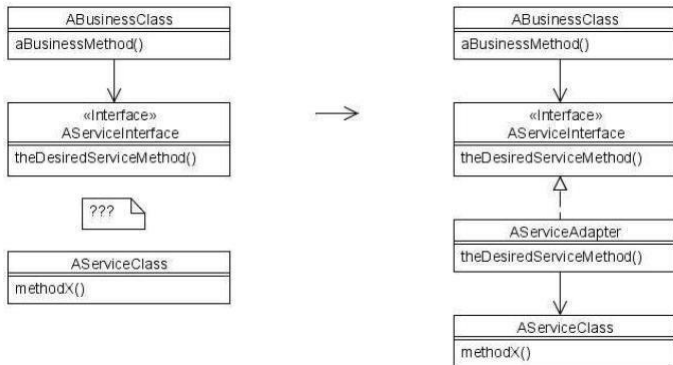 ABusinessClass
aBusinessMethod()
«Interface»
AServiceInterface
theDesiredServiceMethod()
???
AServiceClass
methodX()
ABusinessClass
aBusinessMethod()
«Interface»
AServiceInterface
theDesiredServiceMethod()
AServiceAdapter
theDesiredServiceMethod()
AServiceClass
methodX()